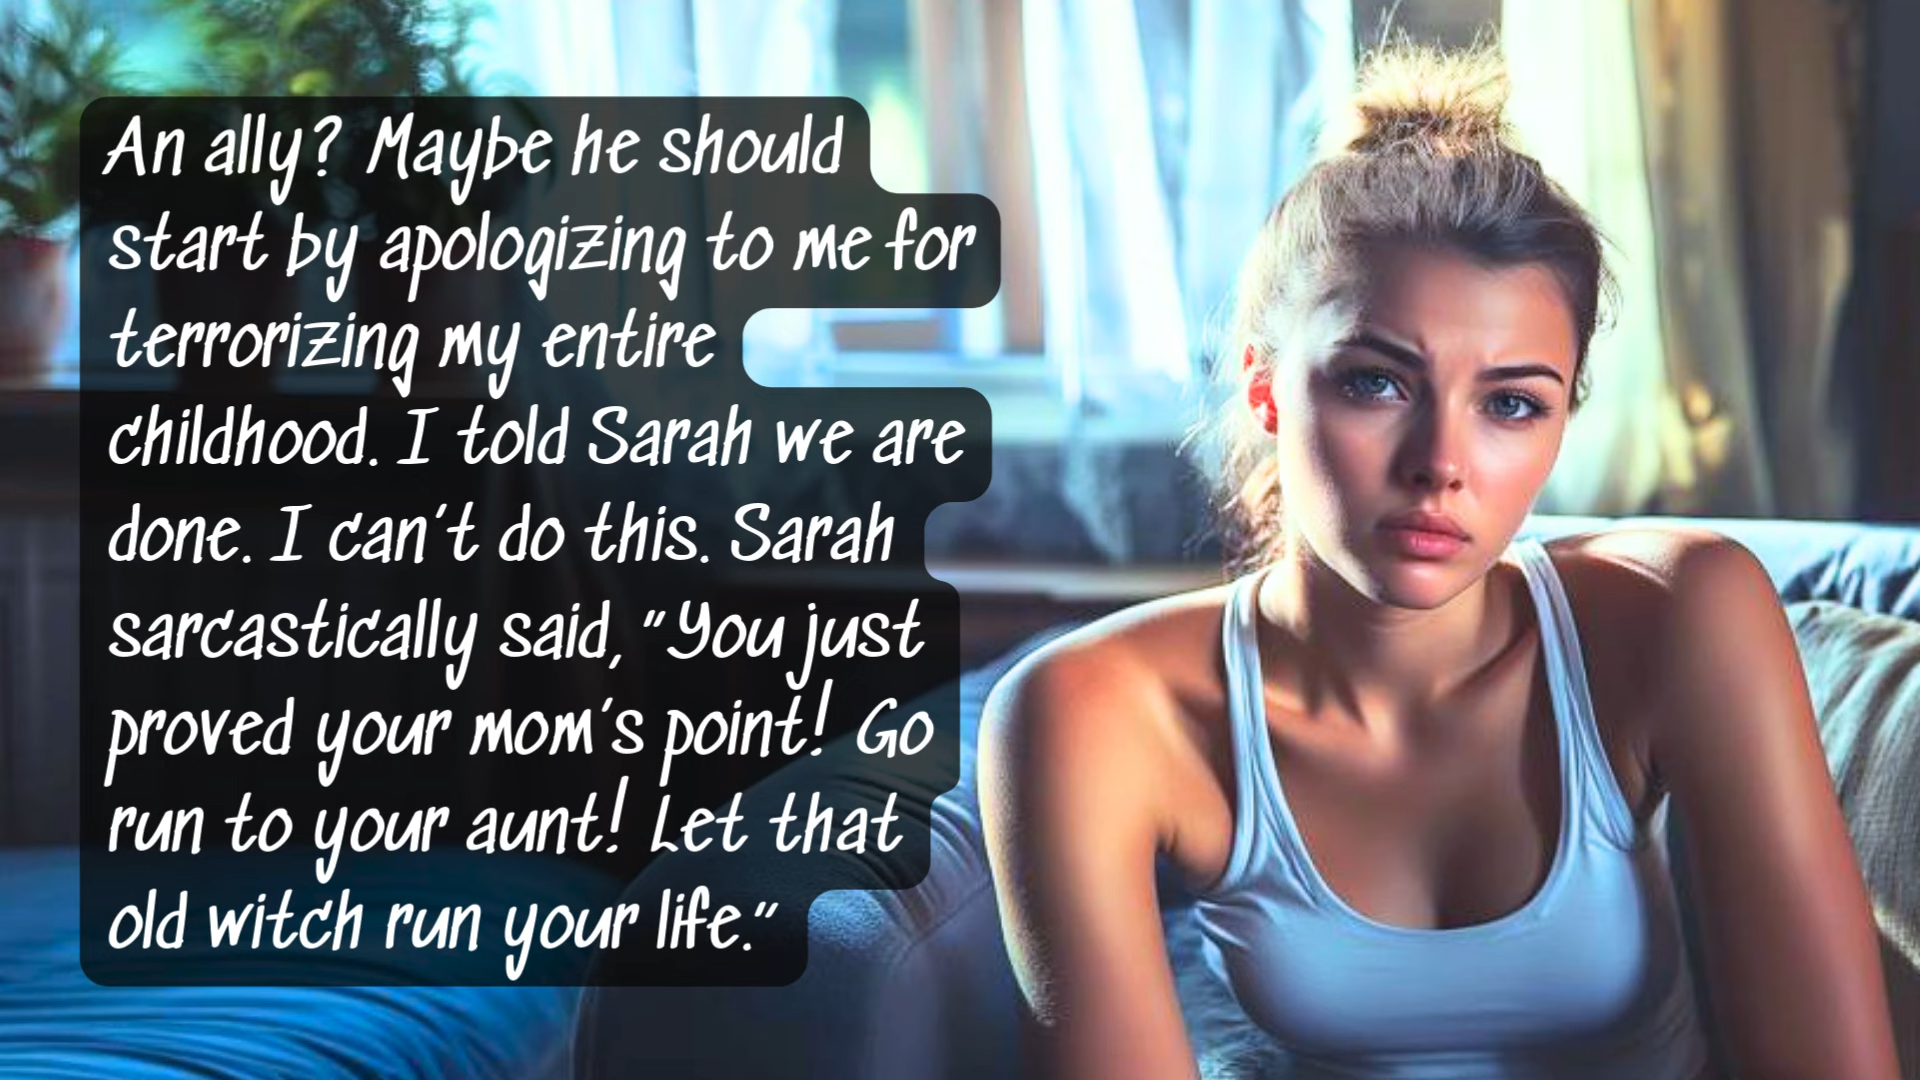 An ally? Maybe he should
start by apologizing to me for
terrorizing my entire
childhood. I told Sarah we are
done. I can't do this. Sarah
sarcastically said, "You just
proved your mom's point! Go
run to your aunt! Let that
old witch run your life."